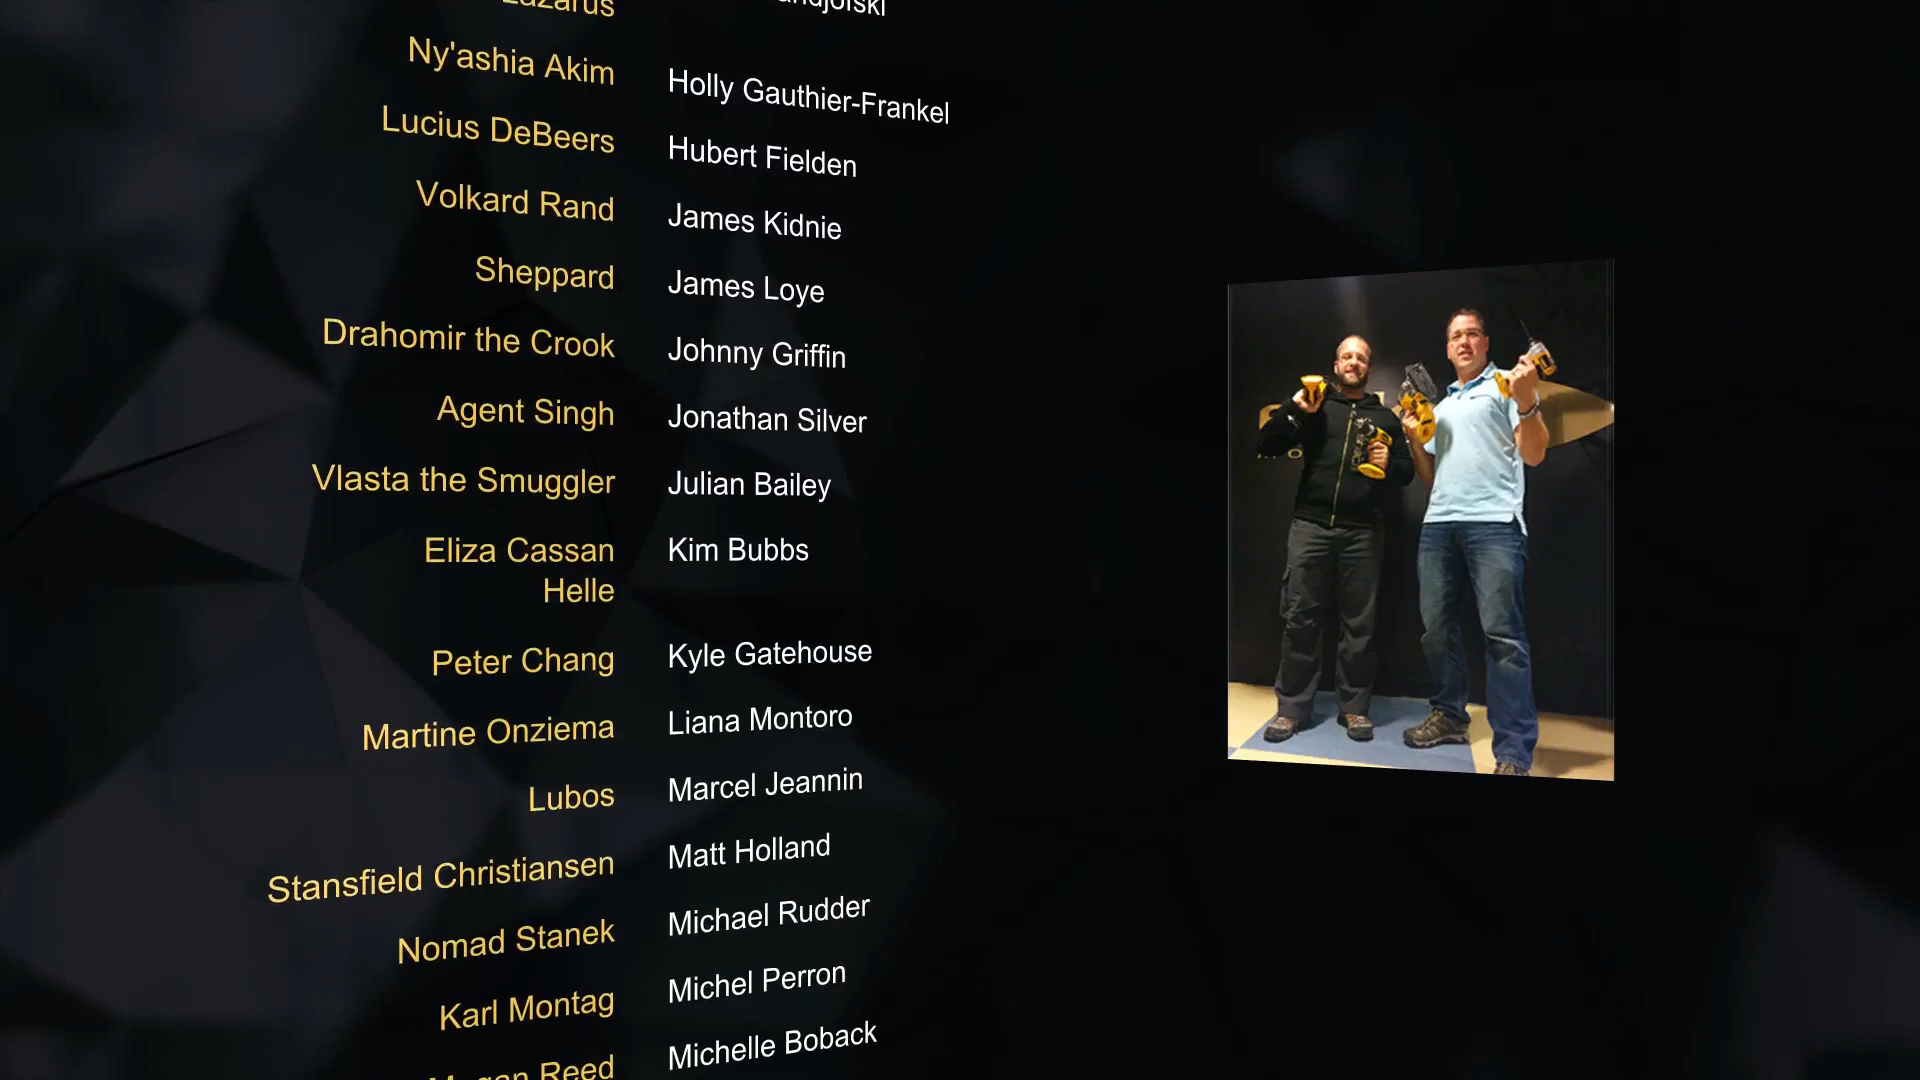 Lazarus
Ny'ashia Akim Holly Gauthier-Frankel
Lucius DeBeers Hubert Fielden
Volkard Rand James Kidnie
Sheppard James Loye
Drahomir the Crook Johnny Griffin
Agent Singh Jonathan Silver
Vlasta the Smuggler Julian Bailey
Eliza Cassan Kim Bubbs
Helle
Peter Chang Kyle Gatehouse
Martine Onziema Liana Montoro
Lubos Marcel Jeannin
Stansfield Christiansen Matt Holland
Nomad Stanek Michael Rudder
Karl Montag Michel Perron
Reed Michelle Boback